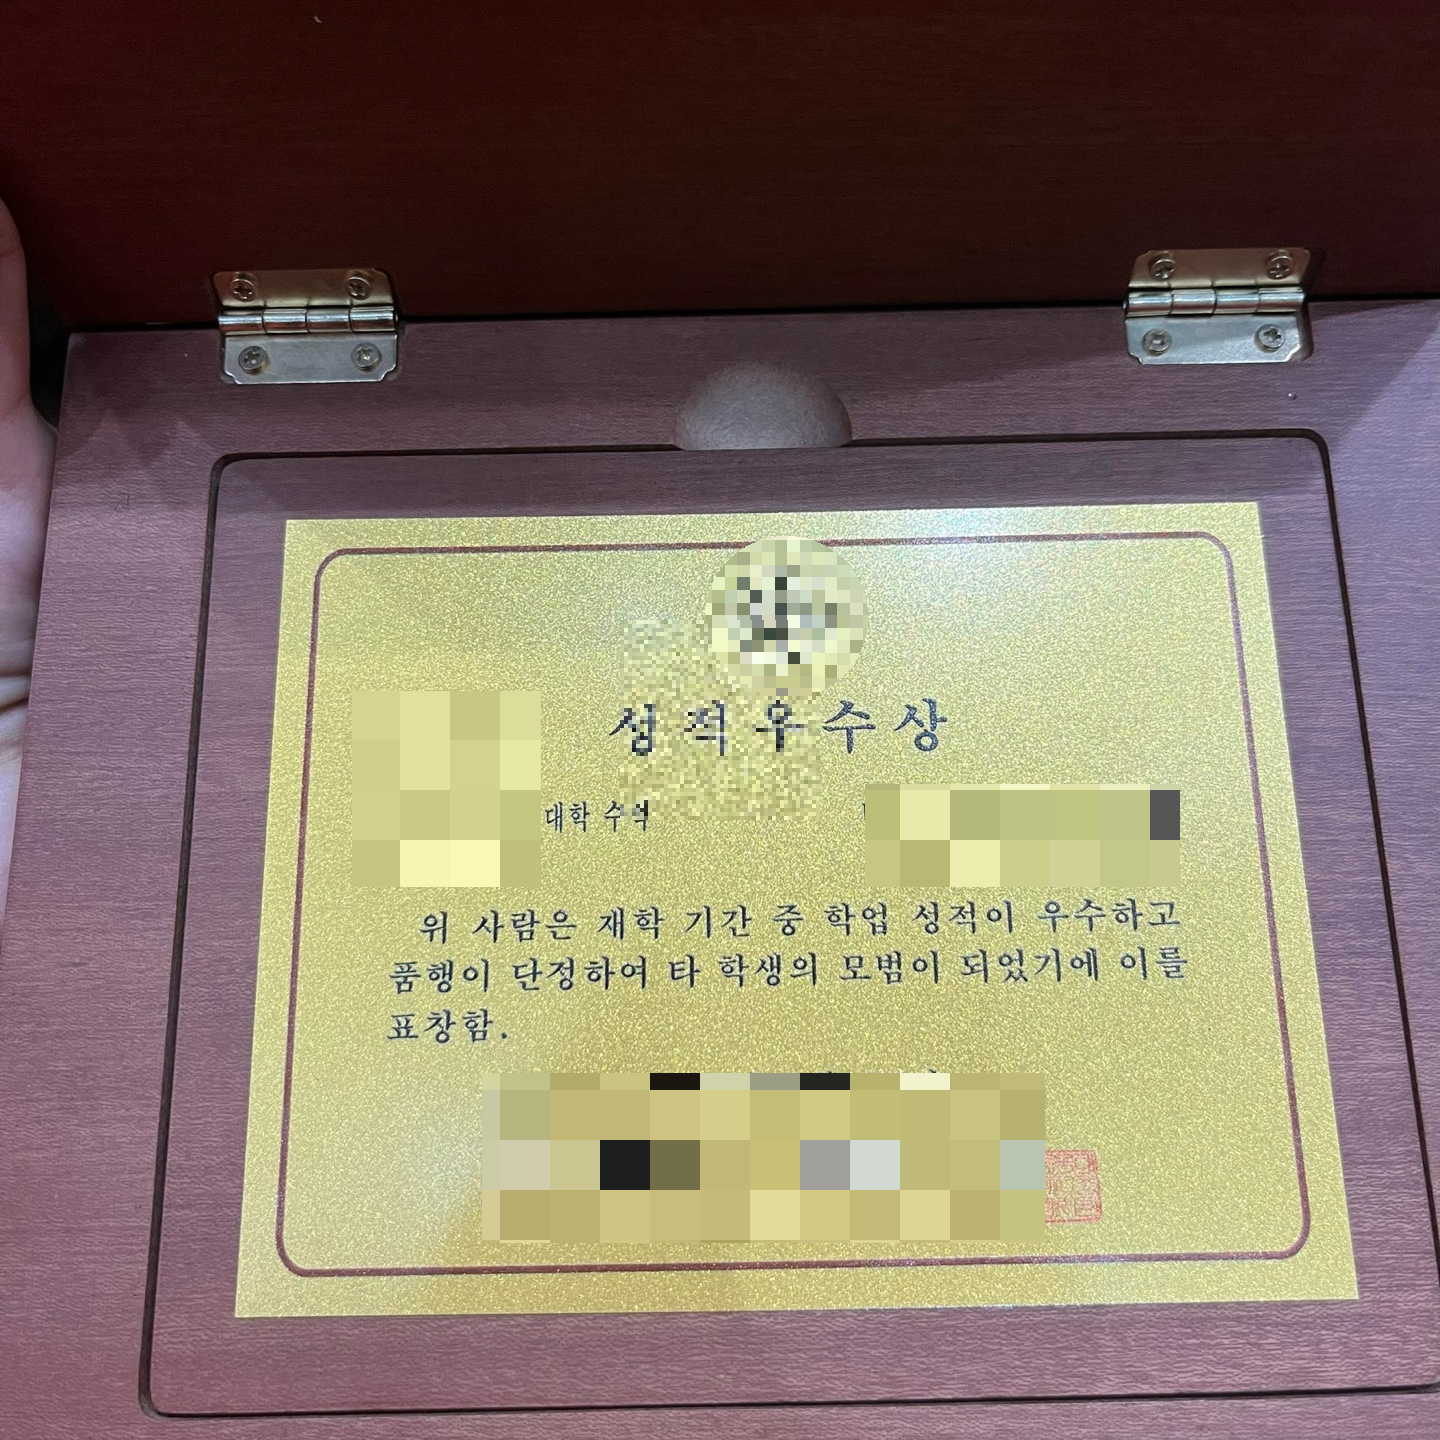 성적우수상
대학 수
위 사람은 재학 기간 중 학업 성적이 우수하고
품행이 단정하여 타 학생의 모범이 되었기에 이를
표창함.